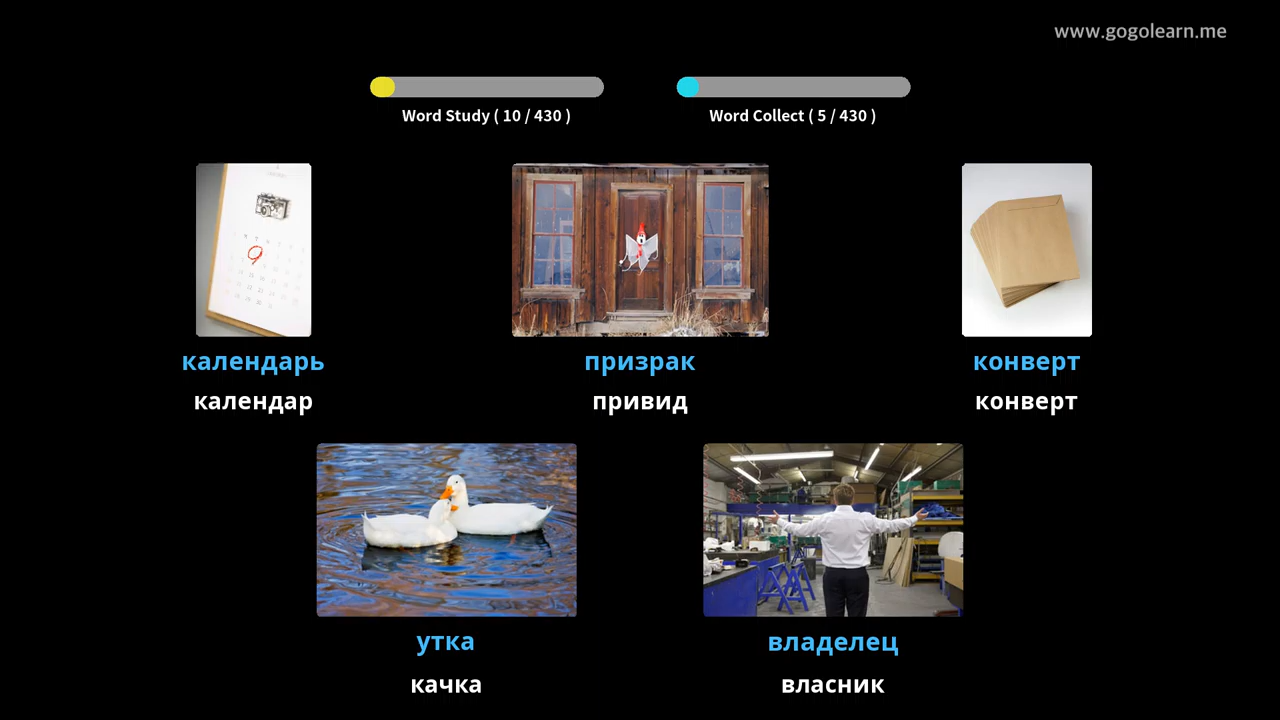 www.gogolearn.me
Word Study ( 10 / 430 )
Word Collect ( 5 / 430 )
календарь
календар
призрак
привид
конверт
конверт
утка
качка
владелец
власник